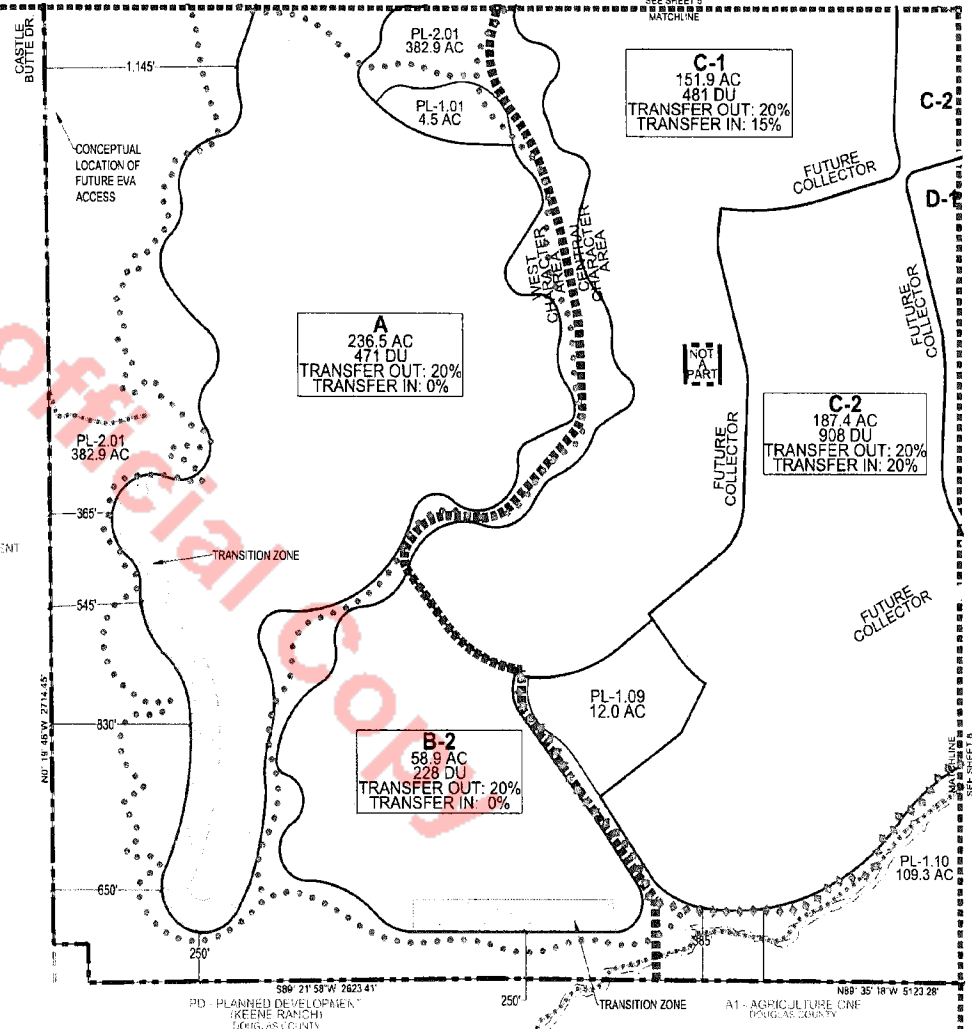 SEE SHEET 5
MATCHLINE
CASTLE
BUTTE DR.
1,145'
PL-2.01
382.9 AC
PL-1.01
4.5 AC
C-1
151.9 AC
481 DU
TRANSFER OUT: 20%
TRANSFER IN: 15%
C-2
CONCEPTUAL
LOCATION OF
FUTURE EVA
ACCESS
FUTURE
COLLECTOR
D-1
WEST
CHARACTER
AREA
CENTRAL
CHARACTER
AREA
FUTURE
COLLECTOR
A
236.5 AC
471 DU
TRANSFER OUT: 20%
TRANSFER IN: 0%
NOT
A
PART
C-2
187.4 AC
908 DU
TRANSFER OUT: 20%
TRANSFER IN: 20%
PL-2.01
382.9 AC
FUTURE
COLLECTOR
365'
ENT
TRANSITION ZONE
545'
FUTURE
COLLECTOR
PL-1.09
12.0 AC
N0° 19' 46"W 2714.45'
830'
B-2
58.9 AC
228 DU
TRANSFER OUT: 20%
TRANSFER IN: 0%
MATCHLINE
PL-1.10
109.3 AC
650'
250'
S89° 21' 58"W 2623.41'
250'
N89° 35' 18"W 5123.28'
PD - PLANNED DEVELOPMENT
(KEENE RANCH)
DOUGLAS COUNTY
TRANSITION ZONE
A1 - AGRICULTURE ONE
DOUGLAS COUNTY
official Copy